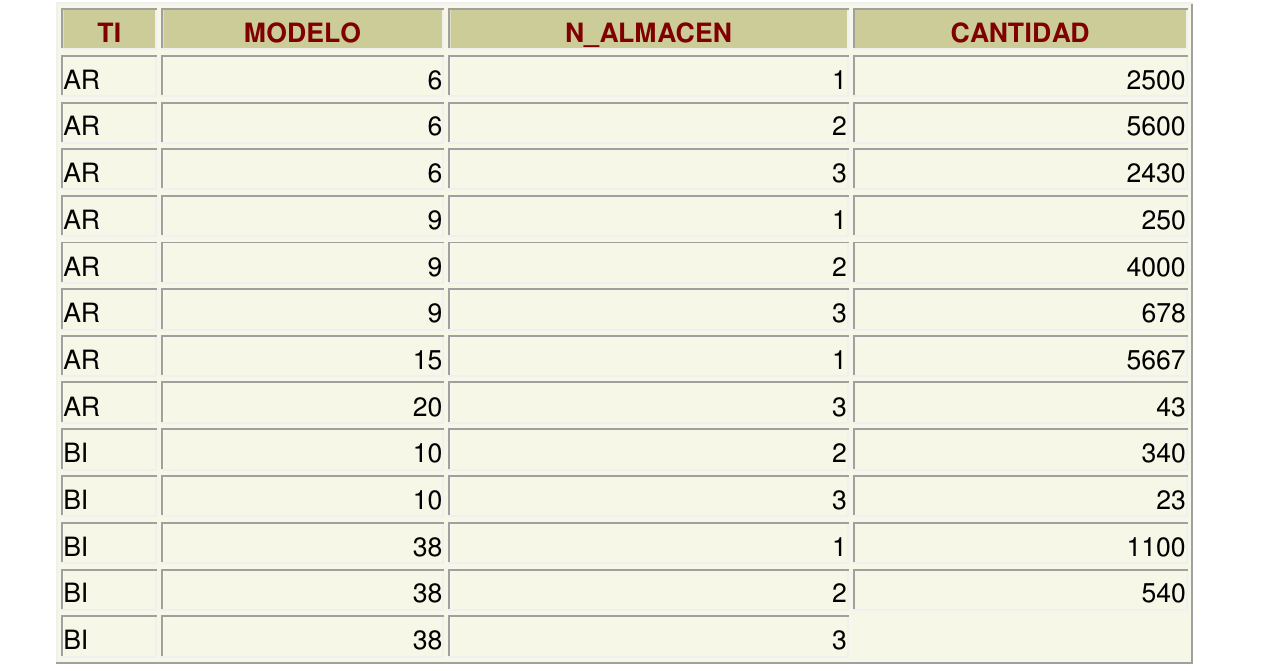 TI MODELO N_ALMACEN CANTIDAD
AR 6 1 2500
AR 6 2 5600
AR 6 3 2430
AR 9 1 250
AR 9 2 4000
AR 9 3 678
AR 15 1 5667
AR 20 3 43
BI 10 2 340
BI 10 3 23
BI 38 1 1100
BI 38 2 540
BI 38 3